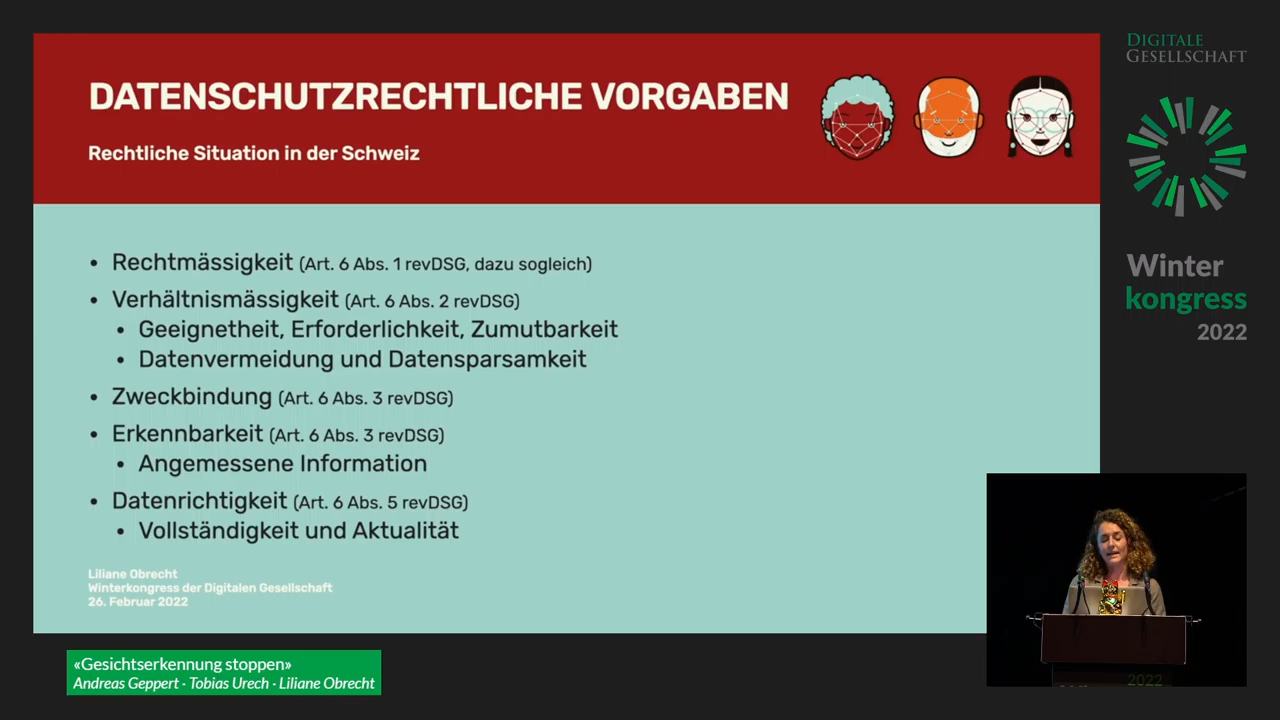 DATENSCHUTZRECHTLICHE VORGABEN
Rechtliche Situation in der Schweiz
• Rechtmässigkeit (Art. 6 Abs. 1 revDSG, dazu sogleich)
• Verhältnismässigkeit (Art. 6 Abs. 2 revDSG)
• Geeignetheit, Erforderlichkeit, Zumutbarkeit
• Datenvermeidung und Datensparsamkeit
• Zweckbindung (Art. 6 Abs. 3 revDSG)
• Erkennbarkeit (Art. 6 Abs. 3 revDSG)
• Angemessene Information
• Datenrichtigkeit (Art. 6 Abs. 5 revDSG)
• Vollständigkeit und Aktualität
Liliane Obrecht
Winterkongress der Digitalen Gesellschaft
26. Februar 2022
DIGITALE
GESELLSCHAFT
Winter
kongress
2022
2022
«Gesichtserkennung stoppen»
Andreas Geppert · Tobias Urech · Liliane Obrecht